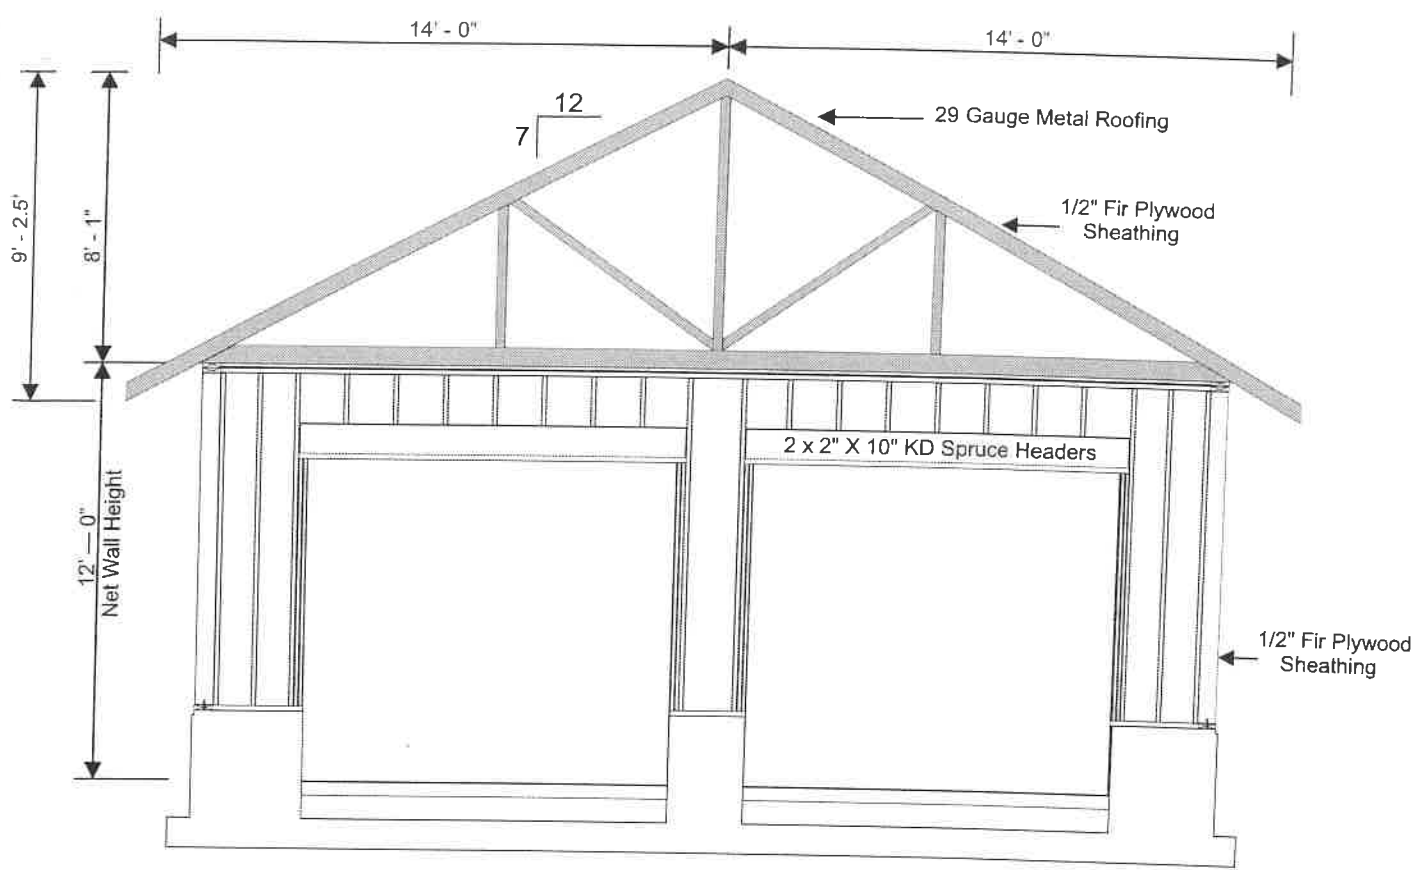 14' - 0"
14' - 0"
12
7
29 Gauge Metal Roofing
9' - 2.5'
8' - 1"
1/2" Fir Plywood
Sheathing
2 x 2" X 10" KD Spruce Headers
12' — 0"
Net Wall Height
1/2" Fir Plywood
Sheathing